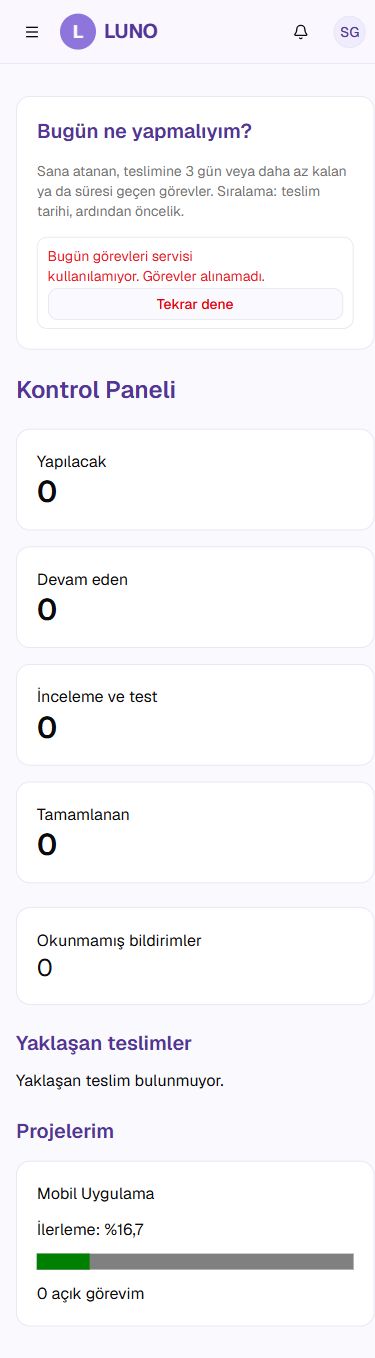 L LUNO SG
Bugün ne yapmalıyım?
Sana atanan, teslimine 3 gün veya daha az kalan
ya da süresi geçen görevler. Sıralama: teslim
tarihi, ardından öncelik.
Bugün görevleri servisi
kullanılamıyor. Görevler alınamadı.
Tekrar dene
Kontrol Paneli
Yapılacak
0
Devam eden
0
İnceleme ve test
0
Tamamlanan
0
Okunmamış bildirimler
0
Yaklaşan teslimler
Yaklaşan teslim bulunmuyor.
Projelerim
Mobil Uygulama
İlerleme: %16,7
0 açık görevim